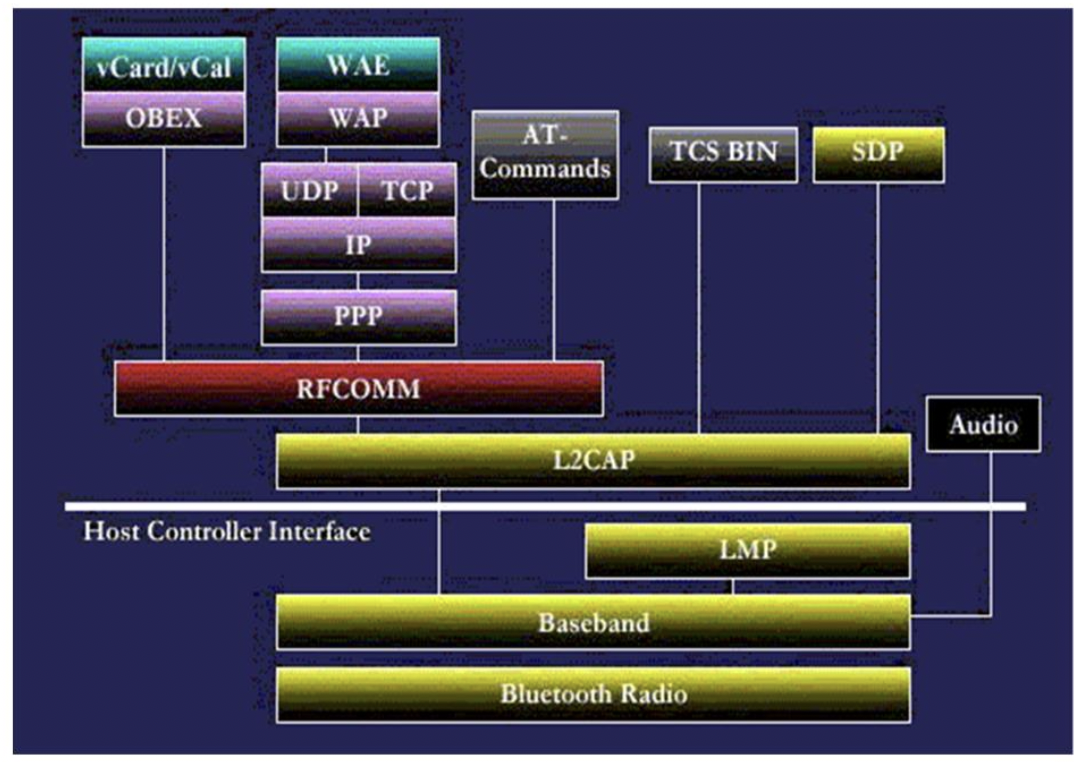 vCard/vCal
OBEX
WAE
WAP
UDP
TCP
IP
PPP
AT-
Commands
TCS BIN
SDP
RFCOMM
Audio
L2CAP
Host Controller Interface
LMP
Baseband
Bluetooth Radio